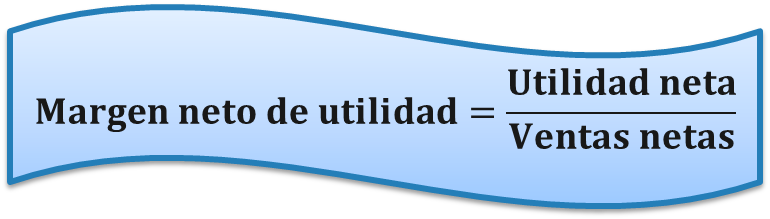 Margen neto de utilidad = Utilidad neta / Ventas netas